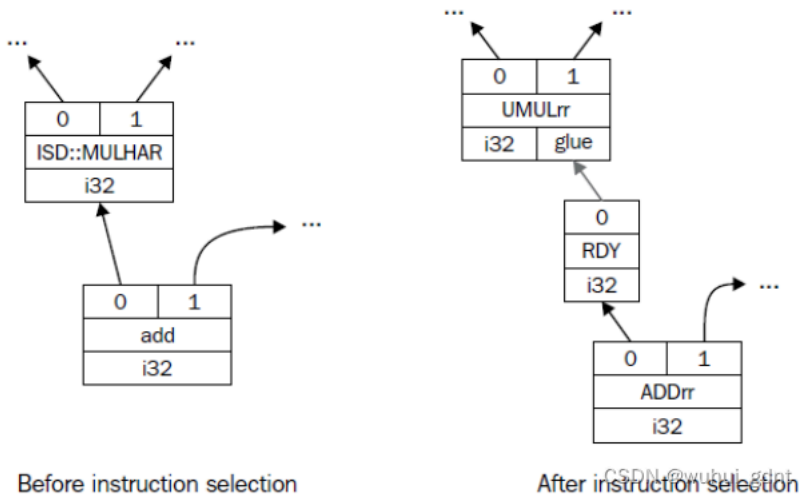 ... ...
0 1
ISD::MULHAR
i32
...
0 1
add
i32
Before instruction selection
... ...
0 1
UMULrr
i32 glue
0
RDY
i32
...
0 1
ADDrr
i32
After instruction selection
CSDN @wuhui_gdnt